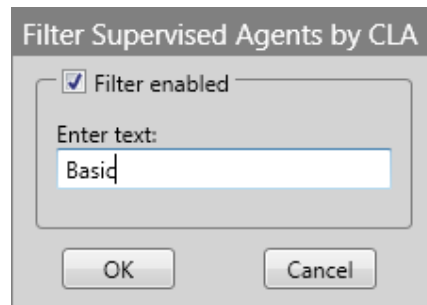 Filter Supervised Agents by CLA
Filter enabled
Enter text:
Basic
OK
Cancel